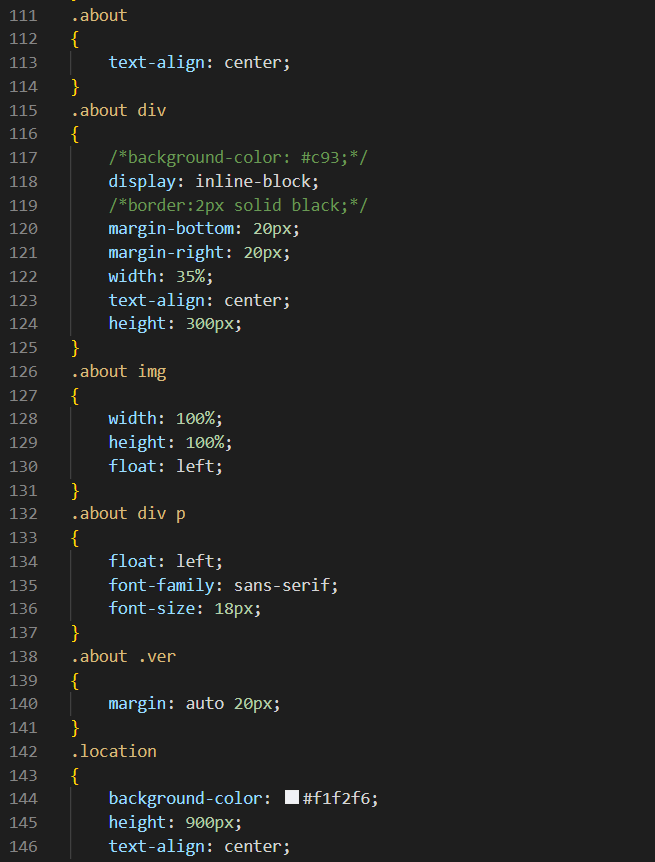 111 .about
112 {
113 text-align: center;
114 }
115 .about div
116 {
117 /*background-color: #c93;*/
118 display: inline-block;
119 /*border:2px solid black;*/
120 margin-bottom: 20px;
121 margin-right: 20px;
122 width: 35%;
123 text-align: center;
124 height: 300px;
125 }
126 .about img
127 {
128 width: 100%;
129 height: 100%;
130 float: left;
131 }
132 .about div p
133 {
134 float: left;
135 font-family: sans-serif;
136 font-size: 18px;
137 }
138 .about .ver
139 {
140 margin: auto 20px;
141 }
142 .location
143 {
144 background-color: #f1f2f6;
145 height: 900px;
146 text-align: center;